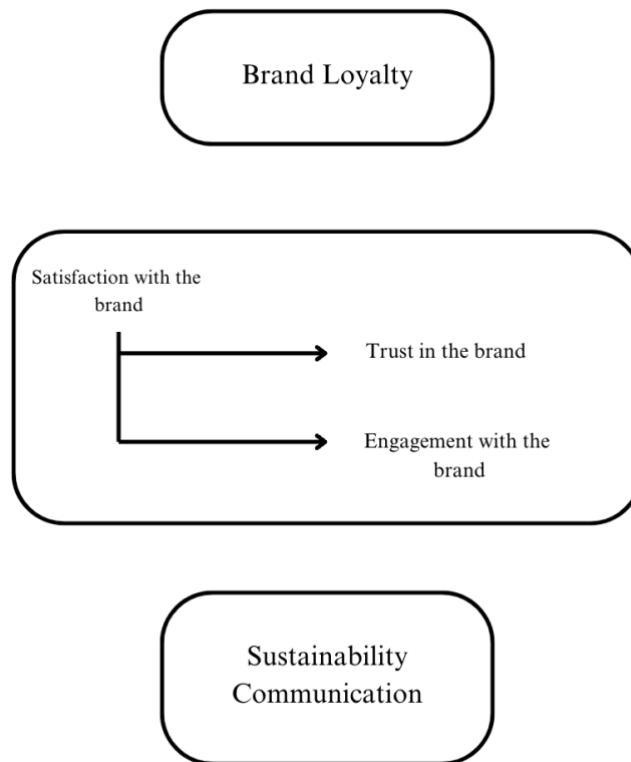 Brand Loyalty
Satisfaction with the
brand
Trust in the brand
Engagement with the
brand
Sustainability
Communication